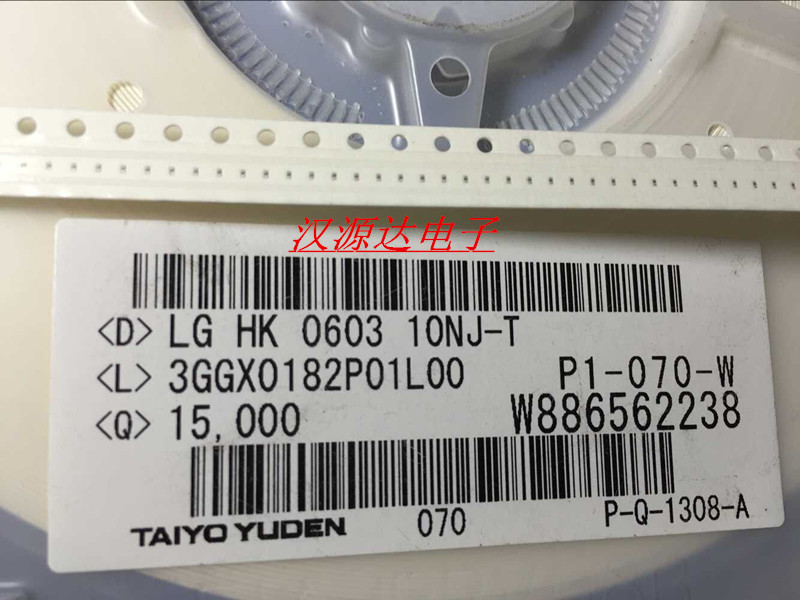 汉源达电子
<D> LG HK 0603 10NJ-T
<L> 3GGX0182P01L00 P1-070-W
<Q> 15,000 W886562238
TAIYO YUDEN 070 P-Q-1308-A